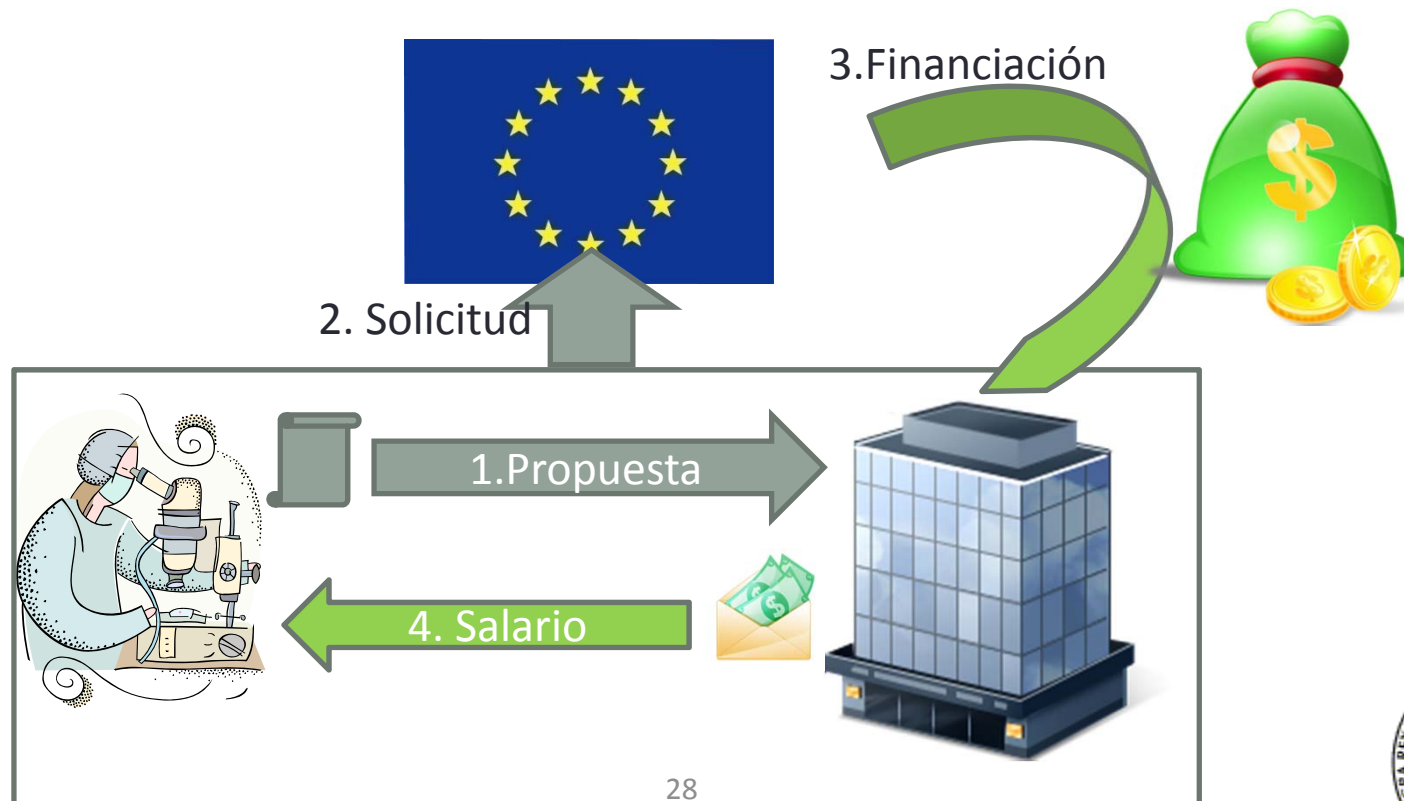 3.Financiación
2. Solicitud
1.Propuesta
4. Salario
28